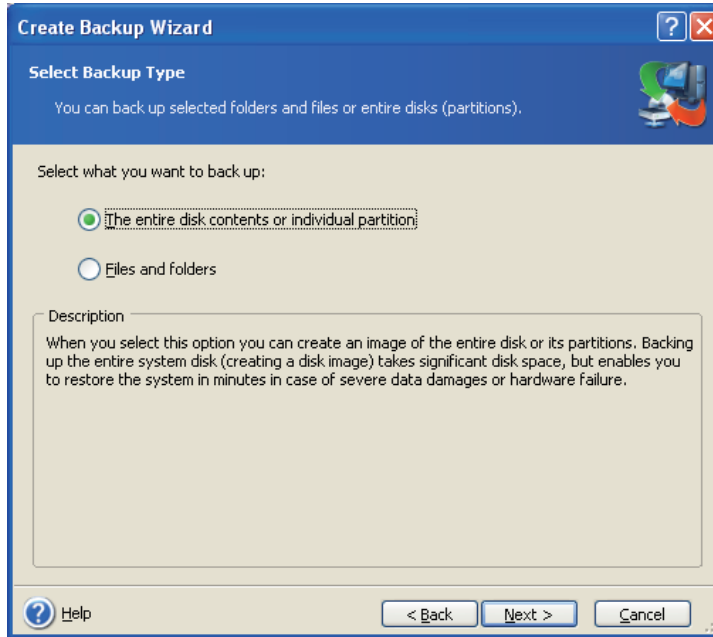 Create Backup Wizard
Select Backup Type
You can back up selected folders and files or entire disks (partitions).
Select what you want to back up:
The entire disk contents or individual partition
Files and folders
Description
When you select this option you can create an image of the entire disk or its partitions. Backing
up the entire system disk (creating a disk image) takes significant disk space, but enables you
to restore the system in minutes in case of severe data damages or hardware failure.
Help
< Back
Next >
Cancel